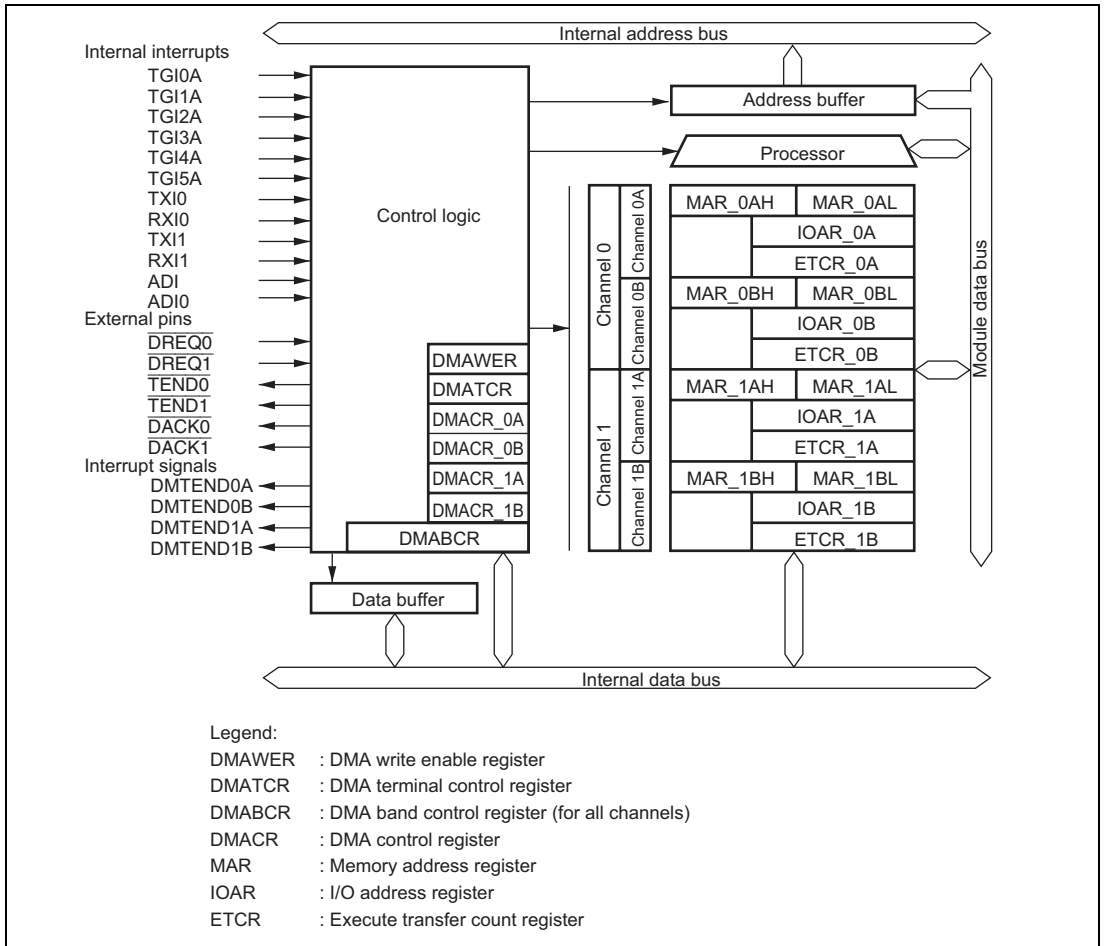 Internal address bus
Internal interrupts
TGI0A
TGI1A
TGI2A
TGI3A
TGI4A
TGI5A
TXI0
RXI0
TXI1
RXI1
ADI
ADI0
External pins
DREQ0
DREQ1
TEND0
TEND1
DACK0
DACK1
Interrupt signals
DMTEND0A
DMTEND0B
DMTEND1A
DMTEND1B
Control logic
DMAWER
DMATCR
DMACR_0A
DMACR_0B
DMACR_1A
DMACR_1B
DMABCR
Data buffer
Address buffer
Processor
Channel 0
Channel 0A
Channel 0B
Channel 1
Channel 1A
Channel 1B
MAR_0AH MAR_0AL
IOAR_0A
ETCR_0A
MAR_0BH MAR_0BL
IOAR_0B
ETCR_0B
MAR_1AH MAR_1AL
IOAR_1A
ETCR_1A
MAR_1BH MAR_1BL
IOAR_1B
ETCR_1B
Module data bus
Internal data bus
Legend:
DMAWER : DMA write enable register
DMATCR : DMA terminal control register
DMABCR : DMA band control register (for all channels)
DMACR : DMA control register
MAR : Memory address register
IOAR : I/O address register
ETCR : Execute transfer count register